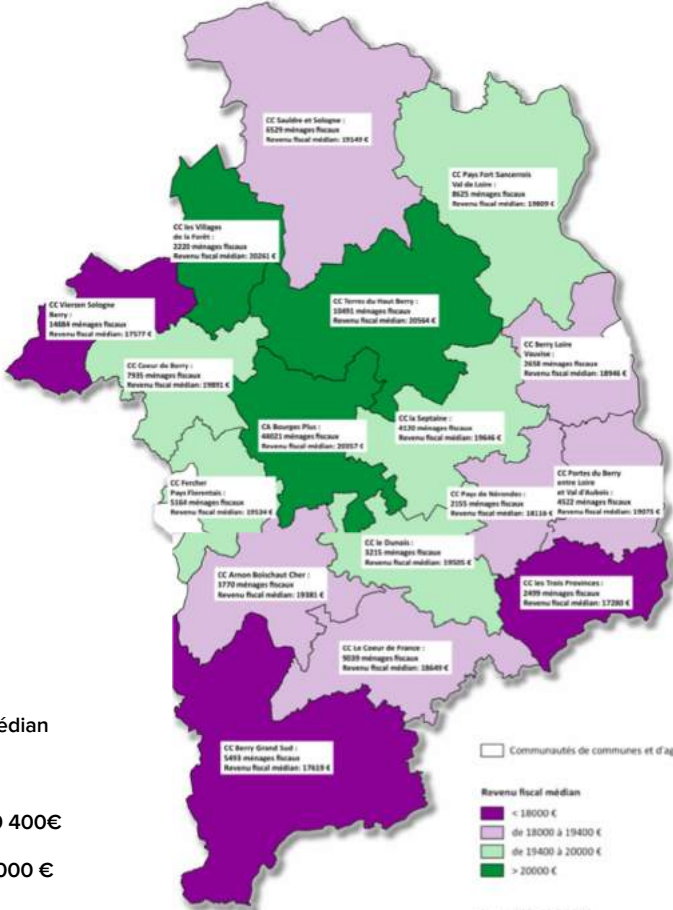 CC Sauldre et Sologne :
6529 ménages fiscaux
Revenu fiscal médian: 19149 €
CC Pays Fort Sancerrois
Val de Loire :
8625 ménages fiscaux
Revenu fiscal médian: 19809 €
CC les Villages
de la Forêt :
2220 ménages fiscaux
Revenu fiscal médian: 20261 €
CC Vierzon Sologne
Berry :
14884 ménages fiscaux
Revenu fiscal médian: 17577 €
CC Terres du Haut Berry :
10491 ménages fiscaux
Revenu fiscal médian: 20564 €
CC Berry Loire
Vauvise :
2658 ménages fiscaux
Revenu fiscal médian: 18946 €
CC Coeur de Berry :
7935 ménages fiscaux
Revenu fiscal médian: 19891 €
CA Bourges Plus :
44021 ménages fiscaux
Revenu fiscal médian: 20357 €
CC la Septaine :
4130 ménages fiscaux
Revenu fiscal médian: 19646 €
CC Fercher
Pays Florentais :
5164 ménages fiscaux
Revenu fiscal médian: 19534 €
CC Pays de Nérondes :
2155 ménages fiscaux
Revenu fiscal médian: 18116 €
CC Portes du Berry
entre Loire
et Val d'Aubois :
4522 ménages fiscaux
Revenu fiscal médian: 19075 €
CC le Dunois :
3215 ménages fiscaux
Revenu fiscal médian: 19505 €
CC Arnon Boischaut Cher :
3770 ménages fiscaux
Revenu fiscal médian: 19381 €
CC les Trois Provinces :
2499 ménages fiscaux
Revenu fiscal médian: 17280 €
CC Le Coeur de France :
9039 ménages fiscaux
Revenu fiscal médian: 18649 €
CC Berry Grand Sud :
5493 ménages fiscaux
Revenu fiscal médian: 17619 €
édian
400€
000 €
Communautés de communes et d'ag
Revenu fiscal médian
< 18000 €
de 18000 à 19400 €
de 19400 à 20000 €
> 20000 €